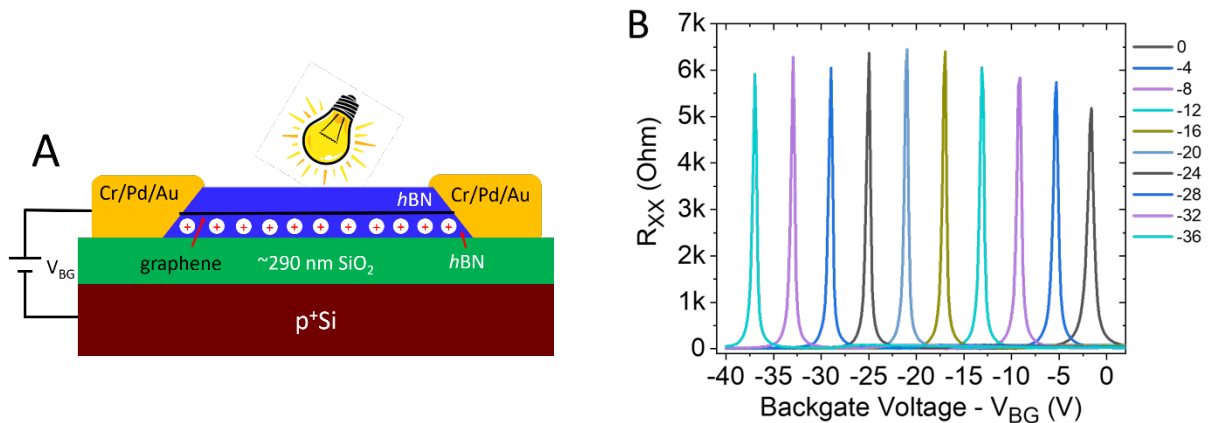 A
Cr/Pd/Au
hBN
Cr/Pd/Au
+ + + + + + + + + +
V_BG
graphene
~290 nm SiO₂
hBN
p⁺Si
B
7k
6k
5k
4k
3k
2k
1k
0
R_XX (Ohm)
-40 -35 -30 -25 -20 -15 -10 -5 0
Backgate Voltage - V_BG (V)
0
-4
-8
-12
-16
-20
-24
-28
-32
-36